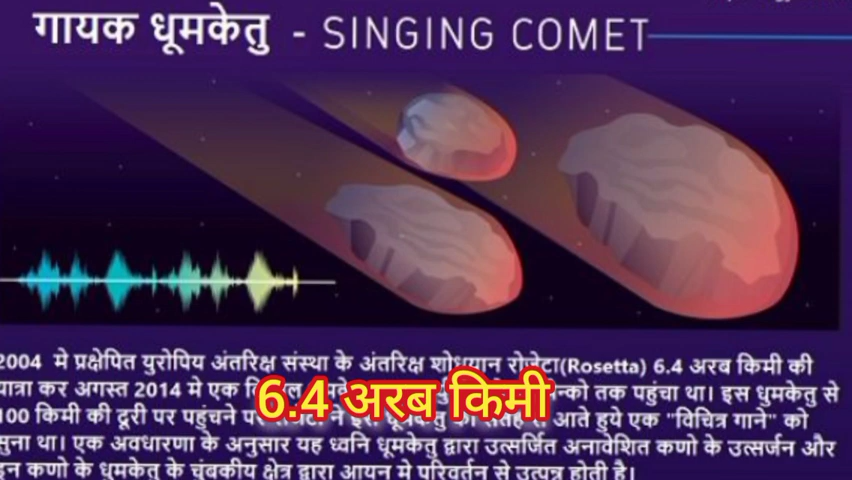 गायक धूमकेतु - SINGING COMET
2004 मे प्रक्षेपित युरोपिय अंतरिक्ष संस्था के अंतरिक्ष शोधयान रोजेटा(Rosetta) 6.4 अरब किमी की
यात्रा कर अगस्त 2014 मे एक तक पहुंचा था। इस धुमकेतु से
6.4 अरब किमी
100 किमी की दूरी पर पहुंचने आते हुये एक "विचित्र गाने" को
सुना था। एक अवधारणा के अनुसार यह ध्वनि धूमकेतु द्वारा उत्सर्जित अनावेशित कणो के उत्सर्जन और
इन कणो के धुमकेतु के चुंबकीय क्षेत्र द्वारा आयन मे परिवर्तन से उत्पन्न होती है।